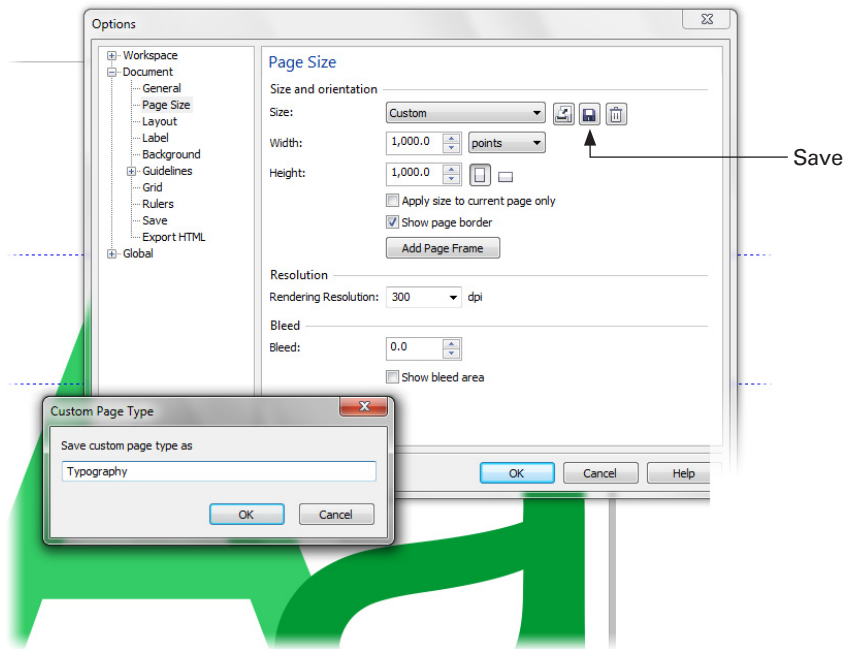 Options
Workspace
Document
General
Page Size
Layout
Label
Background
Guidelines
Grid
Rulers
Save
Export HTML
Global
Page Size
Size and orientation
Size: Custom
Width: 1,000.0 points
Height: 1,000.0
Apply size to current page only
Show page border
Add Page Frame
Resolution
Rendering Resolution: 300 dpi
Bleed
Bleed: 0.0
Show bleed area
OK Cancel Help
Save
Custom Page Type
Save custom page type as
Typography
OK Cancel